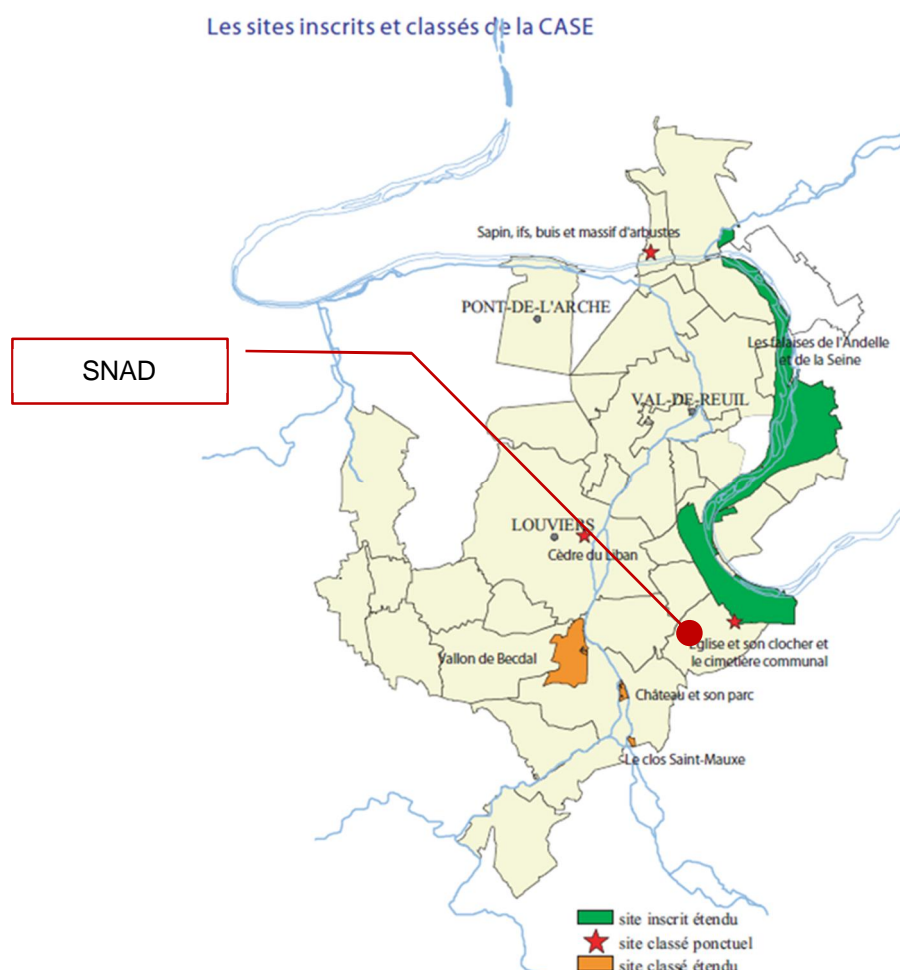 Les sites inscrits et classés de la CASE
Sapin, ifs, buis et massif d'arbustes
PONT-DE-L'ARCHE
Les falaises de l'Andelle
et de la Seine
SNAD
VAL-DE-REUIL
LOUVIERS
Cèdre du Liban
Eglise et son clocher et
le cimetière communal
Vallon de Becdal
Château et son parc
Le clos Saint-Mauxe
site inscrit étendu
site classé ponctuel
site classé étendu